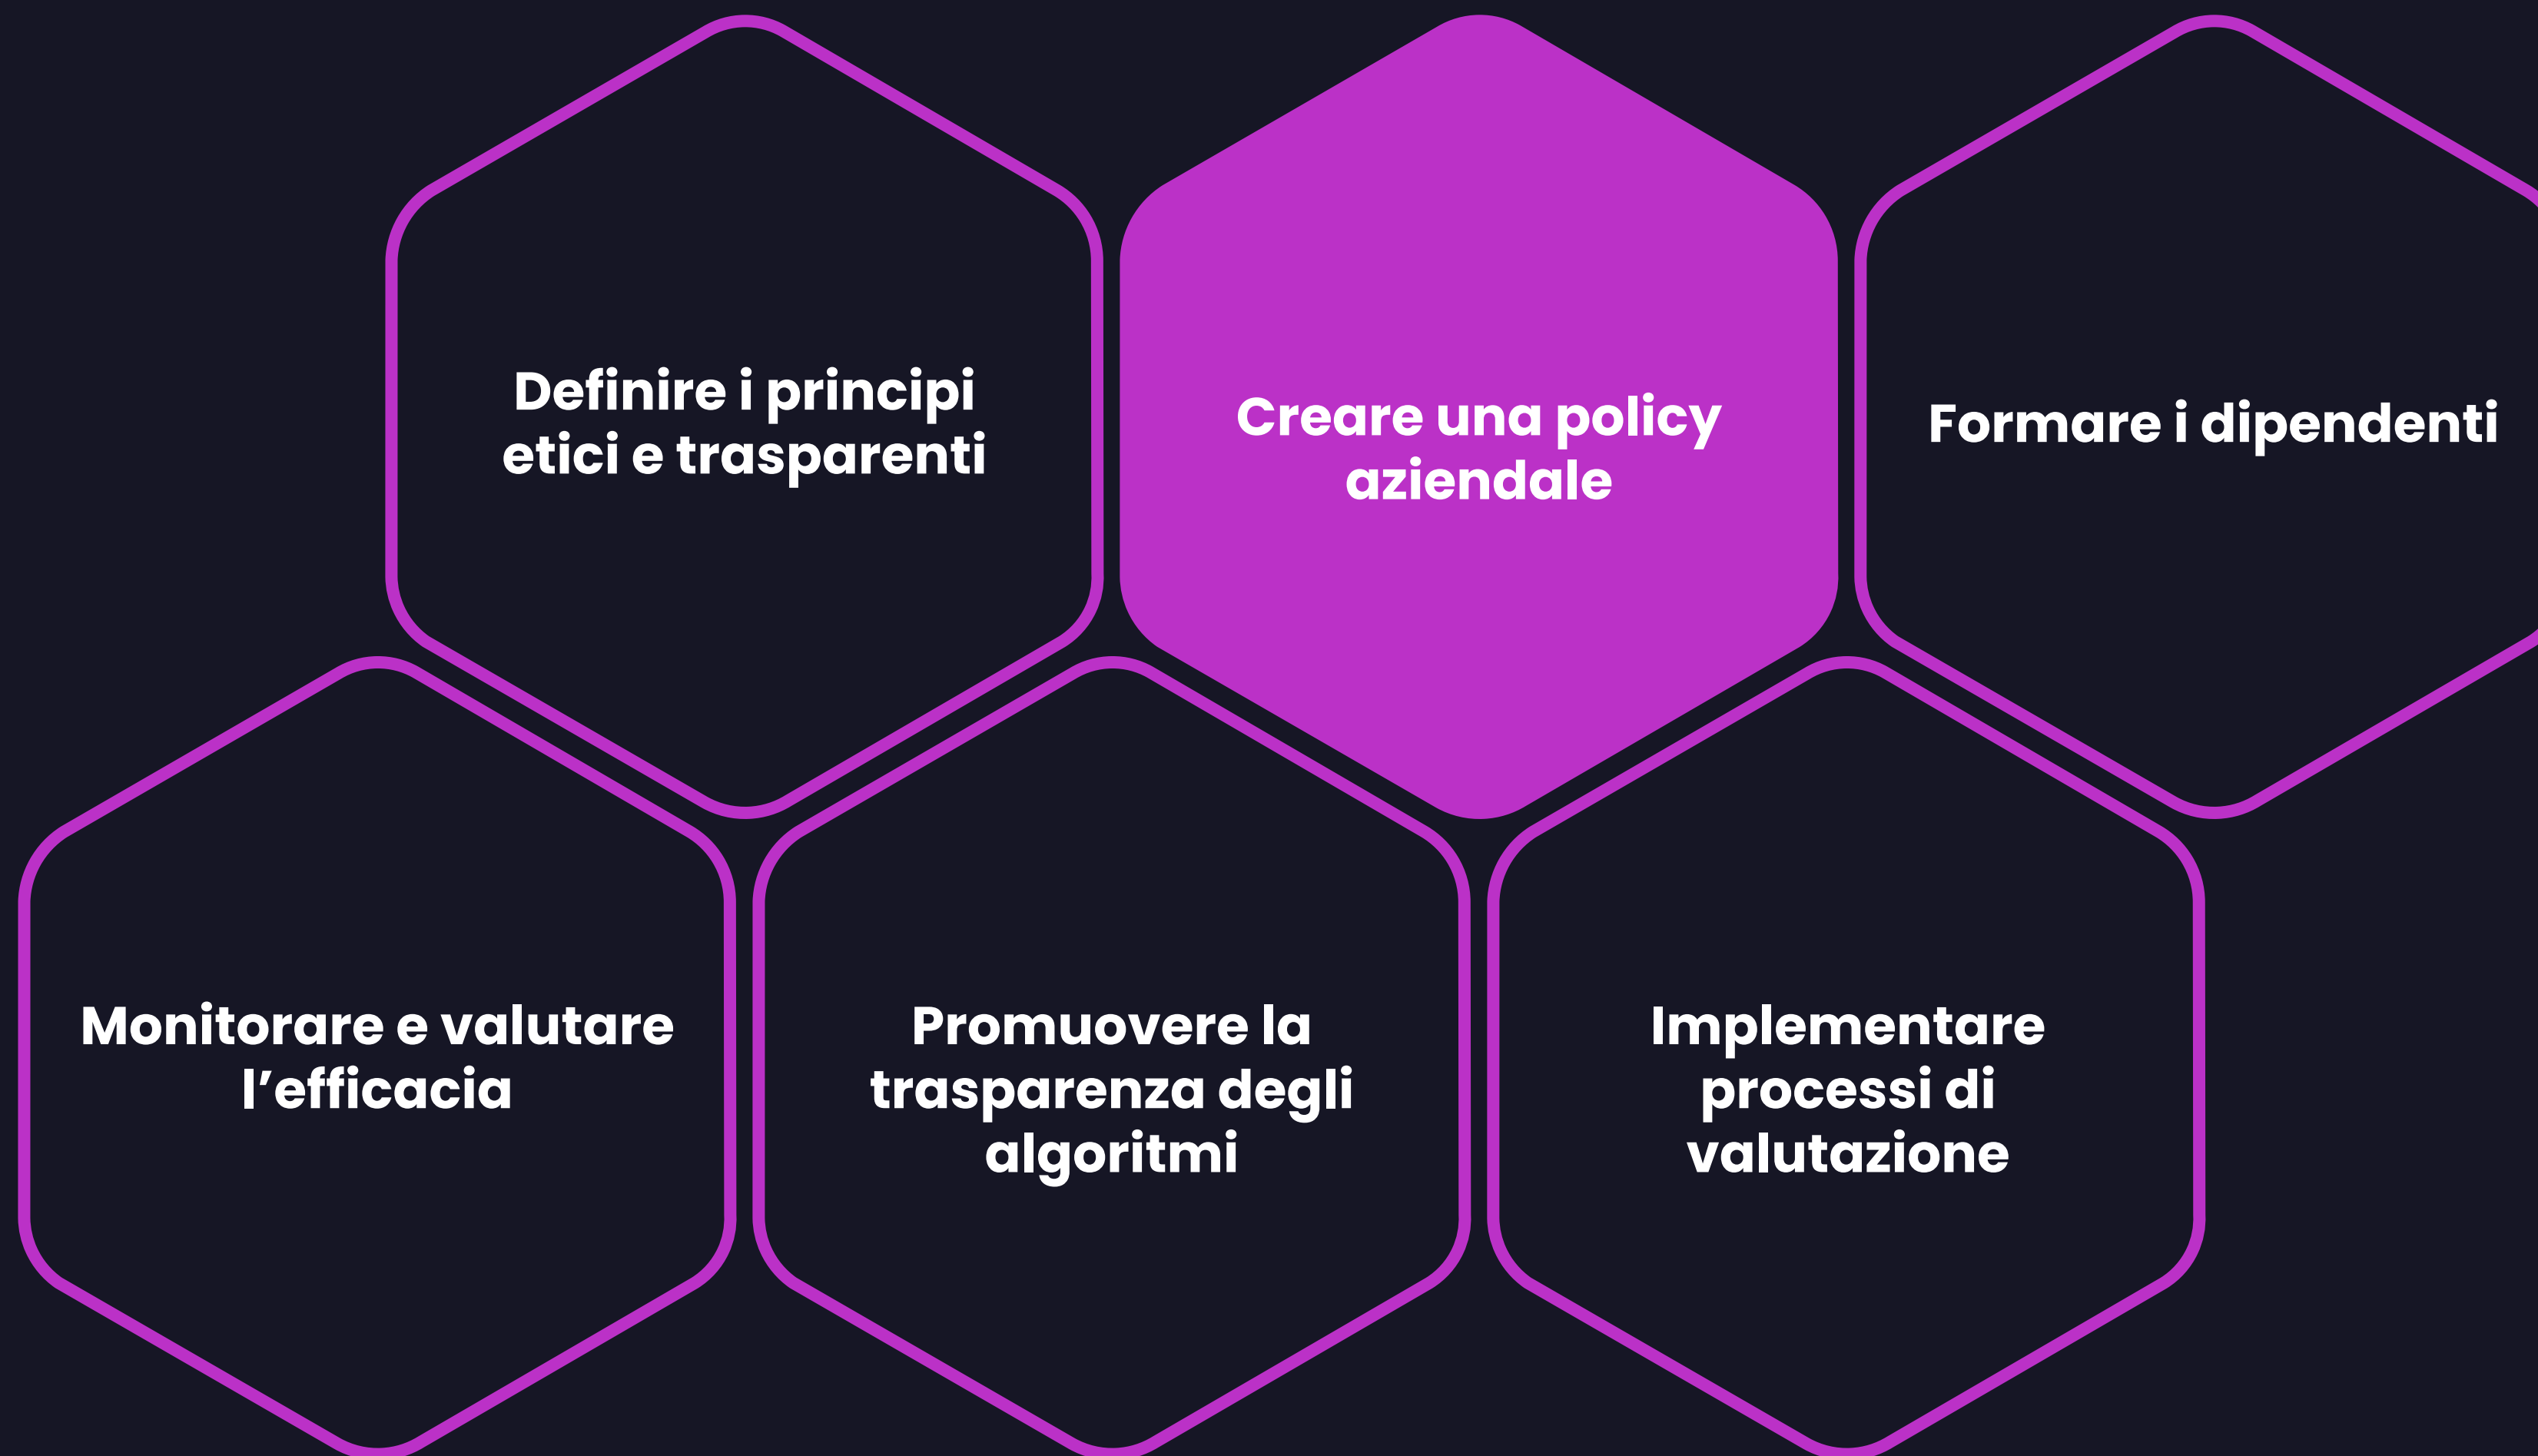 Definire i principi
etici e trasparenti
Creare una policy
aziendale
Formare i dipendenti
Monitorare e valutare
l’efficacia
Promuovere la
trasparenza degli
algoritmi
Implementare
processi di
valutazione